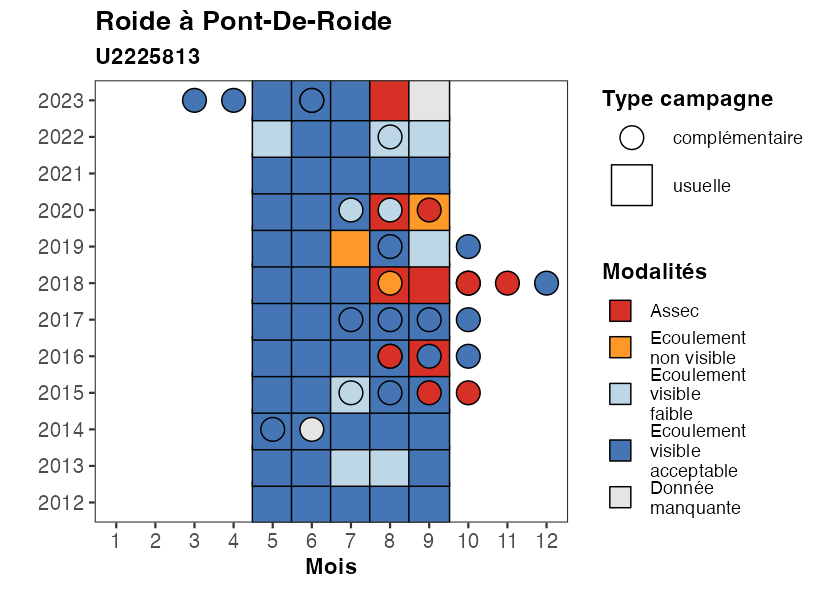 Roide à Pont-De-Roide
U2225813
2023
2022
2021
2020
2019
2018
2017
2016
2015
2014
2013
2012
1 2 3 4 5 6 7 8 9 10 11 12
Mois
Type campagne
complémentaire
usuelle
Modalités
Assec
Ecoulement
non visible
Ecoulement
visible
faible
Ecoulement
visible
acceptable
Donnée
manquante